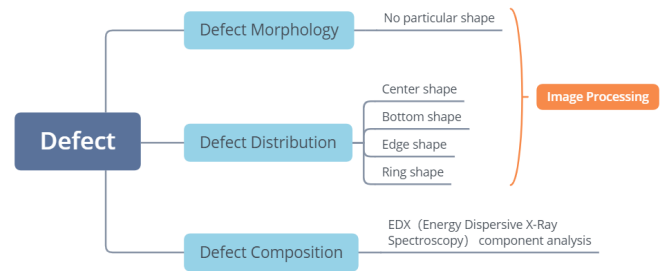 Defect
Defect Morphology
No particular shape
Defect Distribution
Center shape
Bottom shape
Edge shape
Ring shape
Image Processing
Defect Composition
EDX（Energy Dispersive X-Ray
Spectroscopy） component analysis